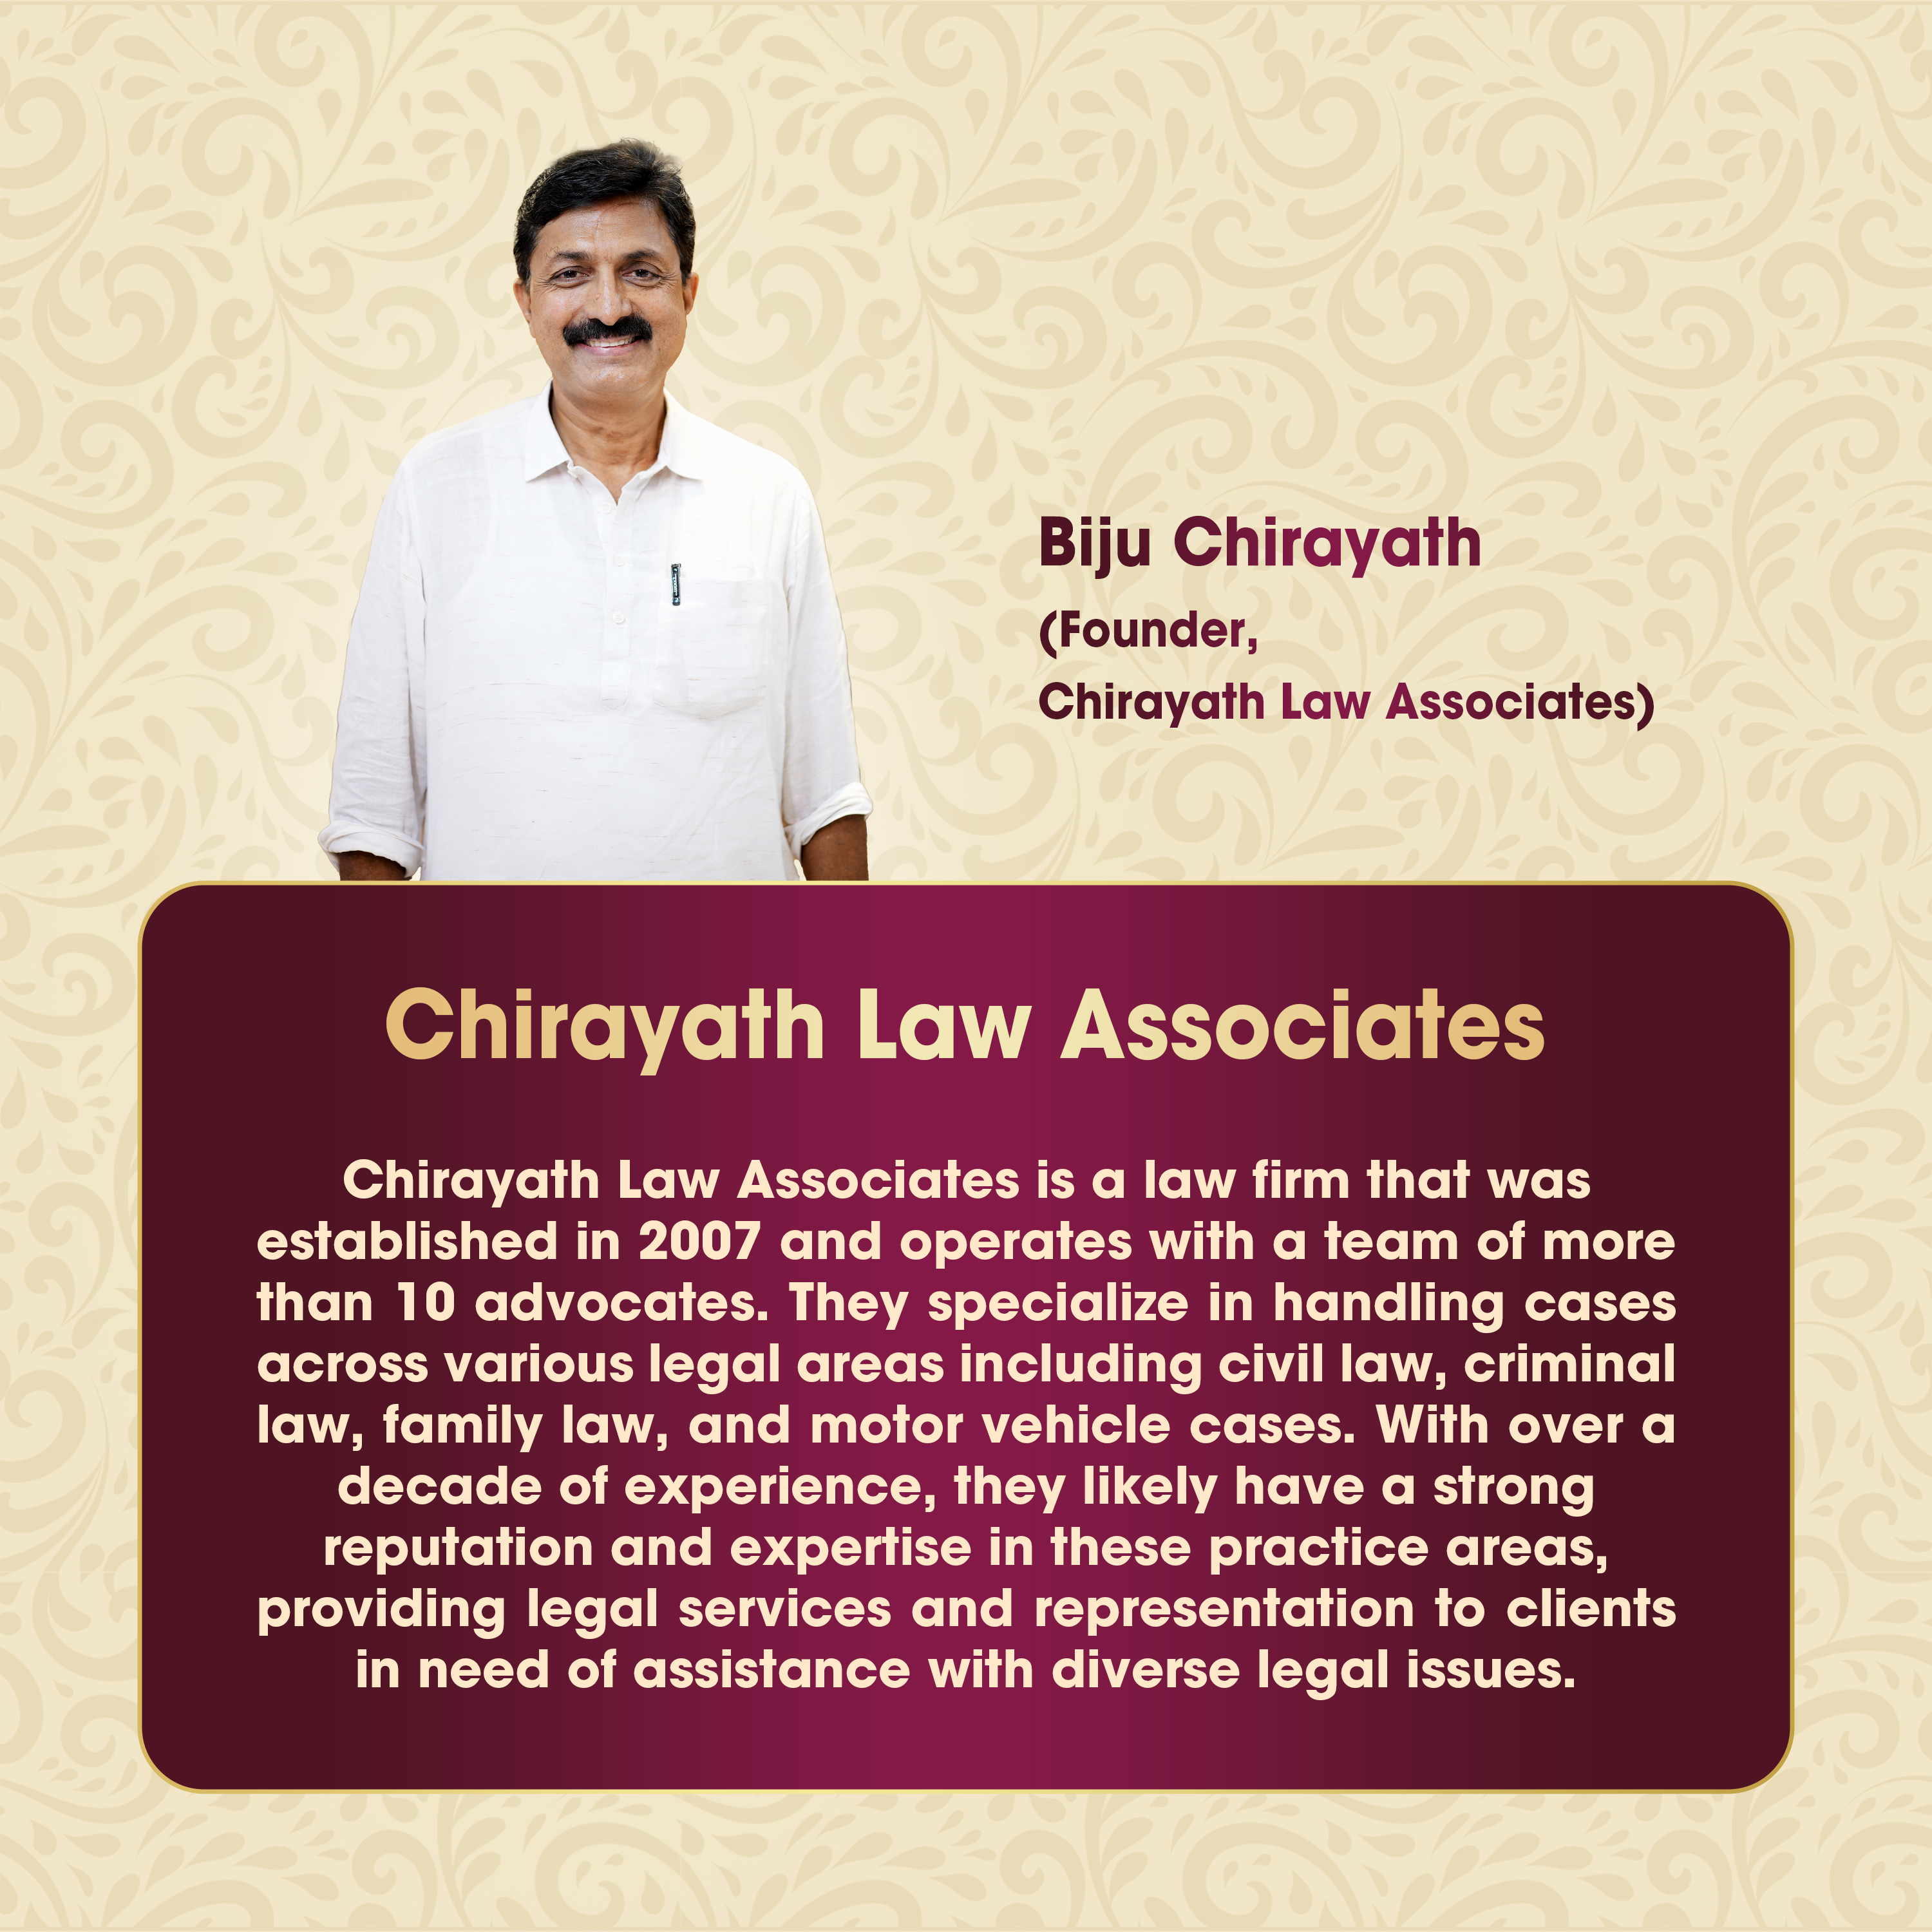 Biju Chirayath
(Founder,
Chirayath Law Associates)
Chirayath Law Associates
Chirayath Law Associates is a law firm that was
established in 2007 and operates with a team of more
than 10 advocates. They specialize in handling cases
across various legal areas including civil law, criminal
law, family law, and motor vehicle cases. With over a
decade of experience, they likely have a strong
reputation and expertise in these practice areas,
providing legal services and representation to clients
in need of assistance with diverse legal issues.